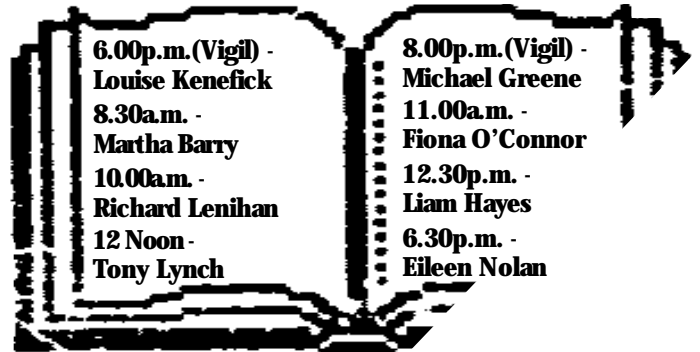 6.00p.m.(Vigil) -
Louise Kenefick
8.30a.m. -
Martha Barry
10.00a.m. -
Richard Lenihan
12 Noon -
Tony Lynch
8.00p.m.(Vigil) -
Michael Greene
11.00a.m. -
Fiona O'Connor
12.30p.m. -
Liam Hayes
6.30p.m. -
Eileen Nolan